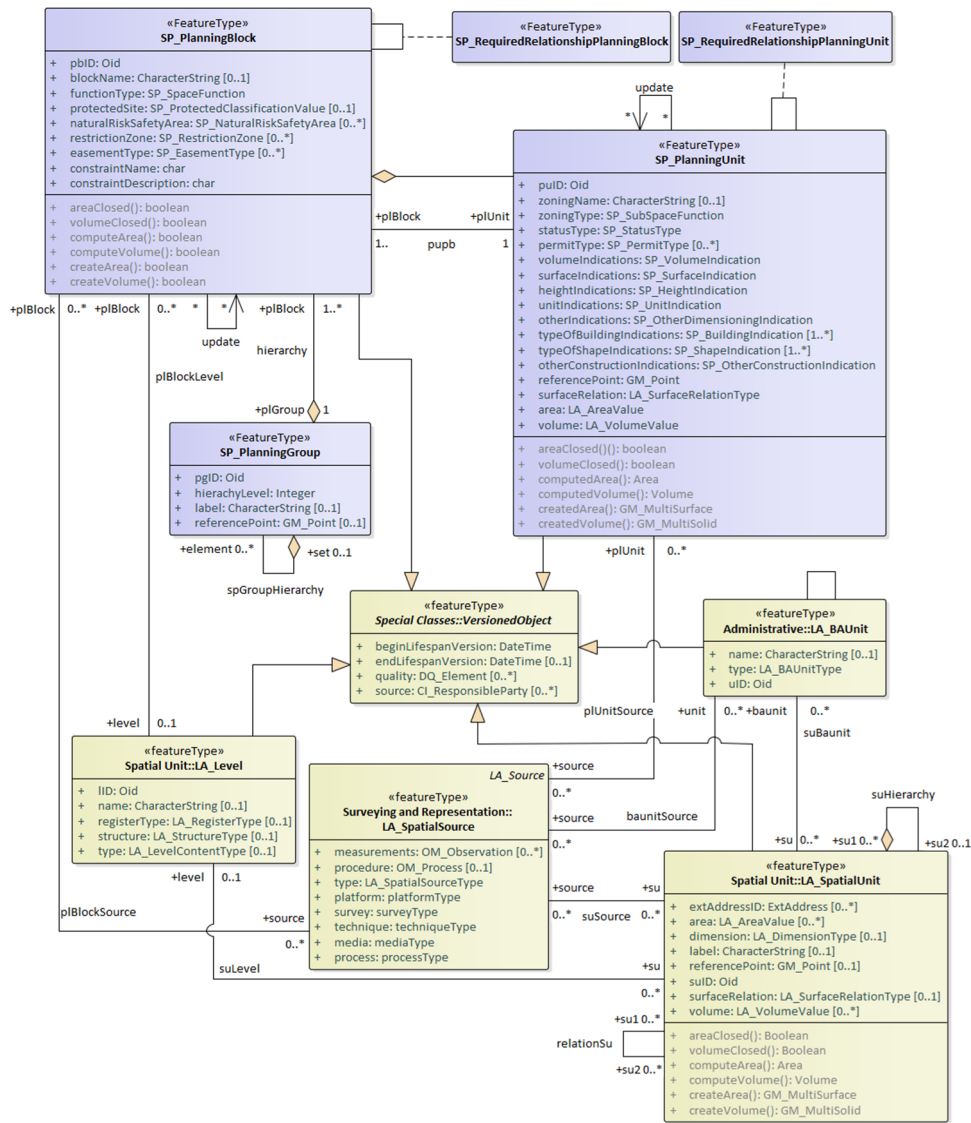 «FeatureType»
SP_PlanningBlock
+ pbID: Oid
+ blockName: CharacterString [0..1]
+ functionType: SP_SpaceFunction
+ protectedSite: SP_ProtectedClassificationValue [0..1]
+ naturalRiskSafetyArea: SP_NaturalRiskSafetyArea [0..*]
+ restrictionZone: SP_RestrictionZone [0..*]
+ easementType: SP_EasementType [0..*]
+ constraintName: char
+ constraintDescription: char
+ areaClosed(): boolean
+ volumeClosed(): boolean
+ computeArea(): boolean
+ computeVolume(): boolean
+ createArea(): boolean
+ createVolume(): boolean
«FeatureType»
SP_RequiredRelationshipPlanningBlock
«FeatureType»
SP_RequiredRelationshipPlanningUnit
update
* *
«FeatureType»
SP_PlanningUnit
+ puID: Oid
+ zoningName: CharacterString [0..1]
+ zoningType: SP_SubSpaceFunction
+ statusType: SP_StatusType
+ permitType: SP_PermitType [0..*]
+ volumeIndications: SP_VolumeIndication
+ surfaceIndications: SP_SurfaceIndication
+ heightIndications: SP_HeightIndication
+ unitIndications: SP_UnitIndication
+ otherIndications: SP_OtherDimensioningIndication
+ typeOfBuildingIndications: SP_BuildingIndication [1..*]
+ typeOfShapeIndications: SP_ShapeIndication [1..*]
+ otherConstructionIndications: SP_OtherConstructionIndication
+ referencePoint: GM_Point
+ surfaceRelation: LA_SurfaceRelationType
+ area: LA_AreaValue
+ volume: LA_VolumeValue
+ areaClosed()(): boolean
+ volumeClosed(): boolean
+ computedArea(): Area
+ computedVolume(): Volume
+ createdArea(): GM_MultiSurface
+ createdVolume(): GM_MultiSolid
+plBlock +plUnit
1.. pupb 1
+plBlock 0..* +plBlock 0..* * * +plBlock 1..*
update
hierarchy
plBlockLevel
+plGroup 1
«FeatureType»
SP_PlanningGroup
+ pgID: Oid
+ hierachyLevel: Integer
+ label: CharacterString [0..1]
+ referencePoint: GM_Point [0..1]
+element 0..* +set 0..1
spGroupHierarchy
+plUnit 0..*
«featureType»
Special Classes::VersionedObject
+ beginLifespanVersion: DateTime
+ endLifespanVersion: DateTime [0..1]
+ quality: DQ_Element [0..*]
+ source: CI_ResponsibleParty [0..*]
«featureType»
Administrative::LA_BAUnit
+ name: CharacterString [0..1]
+ type: LA_BAUnitType
+ uID: Oid
plUnitSource +unit 0..* +baunit 0..*
suBaunit
+level 0..1
«featureType»
Spatial Unit::LA_Level
+ lID: Oid
+ name: CharacterString [0..1]
+ registerType: LA_RegisterType [0..1]
+ structure: LA_StructureType [0..1]
+ type: LA_LevelContentType [0..1]
+level 0..1
LA_Source
«featureType»
Surveying and Representation::
LA_SpatialSource
+ measurements: OM_Observation [0..*]
+ procedure: OM_Process [0..1]
+ type: LA_SpatialSourceType
+ platform: platformType
+ survey: surveyType
+ technique: techniqueType
+ media: mediaType
+ process: processType
+source
0..*
+source baunitSource
0..*
+source +su
0..* suSource 0..*
plBlockSource +source
0..*
suLevel +su
0..*
suHierarchy
+su 0..* +su1 0..* +su2 0..1
«featureType»
Spatial Unit::LA_SpatialUnit
+ extAddressID: ExtAddress [0..*]
+ area: LA_AreaValue [0..*]
+ dimension: LA_DimensionType [0..1]
+ label: CharacterString [0..1]
+ referencePoint: GM_Point [0..1]
+ suID: Oid
+ surfaceRelation: LA_SurfaceRelationType [0..1]
+ volume: LA_VolumeValue [0..*]
+ areaClosed(): Boolean
+ volumeClosed(): Boolean
+ computeArea(): Area
+ computeVolume(): Volume
+ createArea(): GM_MultiSurface
+ createVolume(): GM_MultiSolid
+su1 0..*
relationSu
+su2 0..*